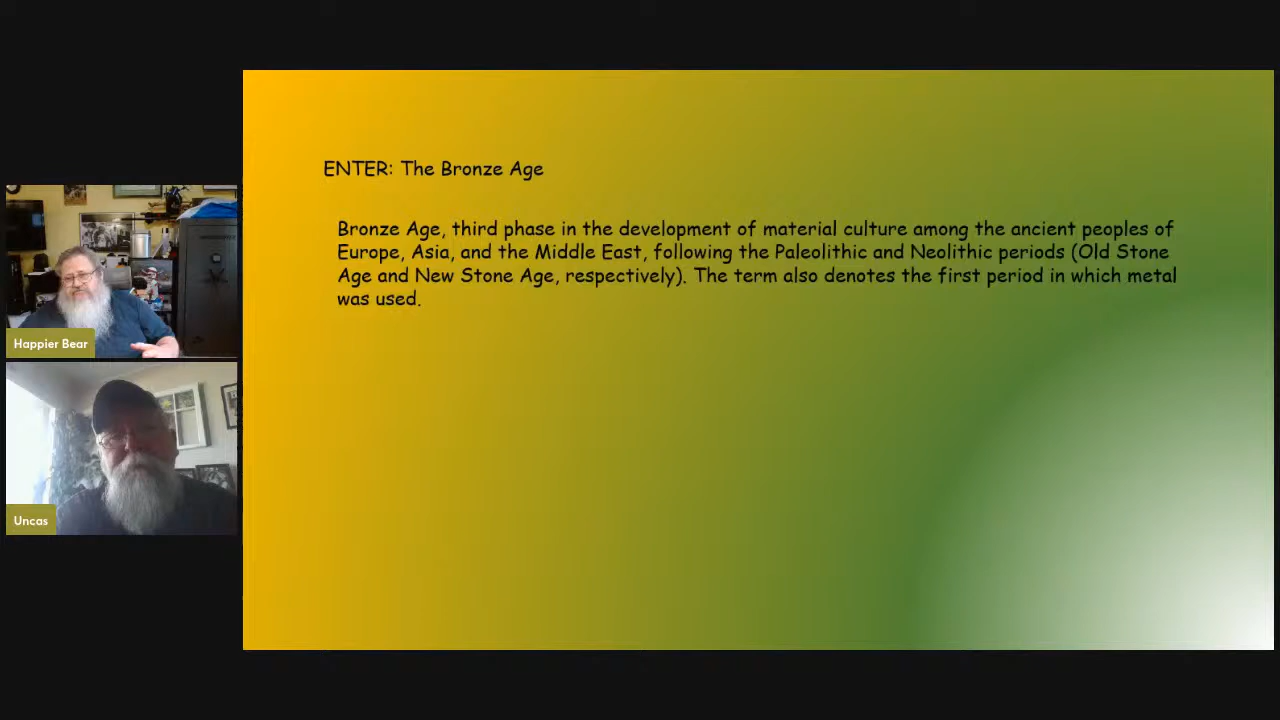 ENTER: The Bronze Age
Bronze Age, third phase in the development of material culture among the ancient peoples of
Europe, Asia, and the Middle East, following the Paleolithic and Neolithic periods (Old Stone
Age and New Stone Age, respectively). The term also denotes the first period in which metal
was used.
Happier Bear
Uncas